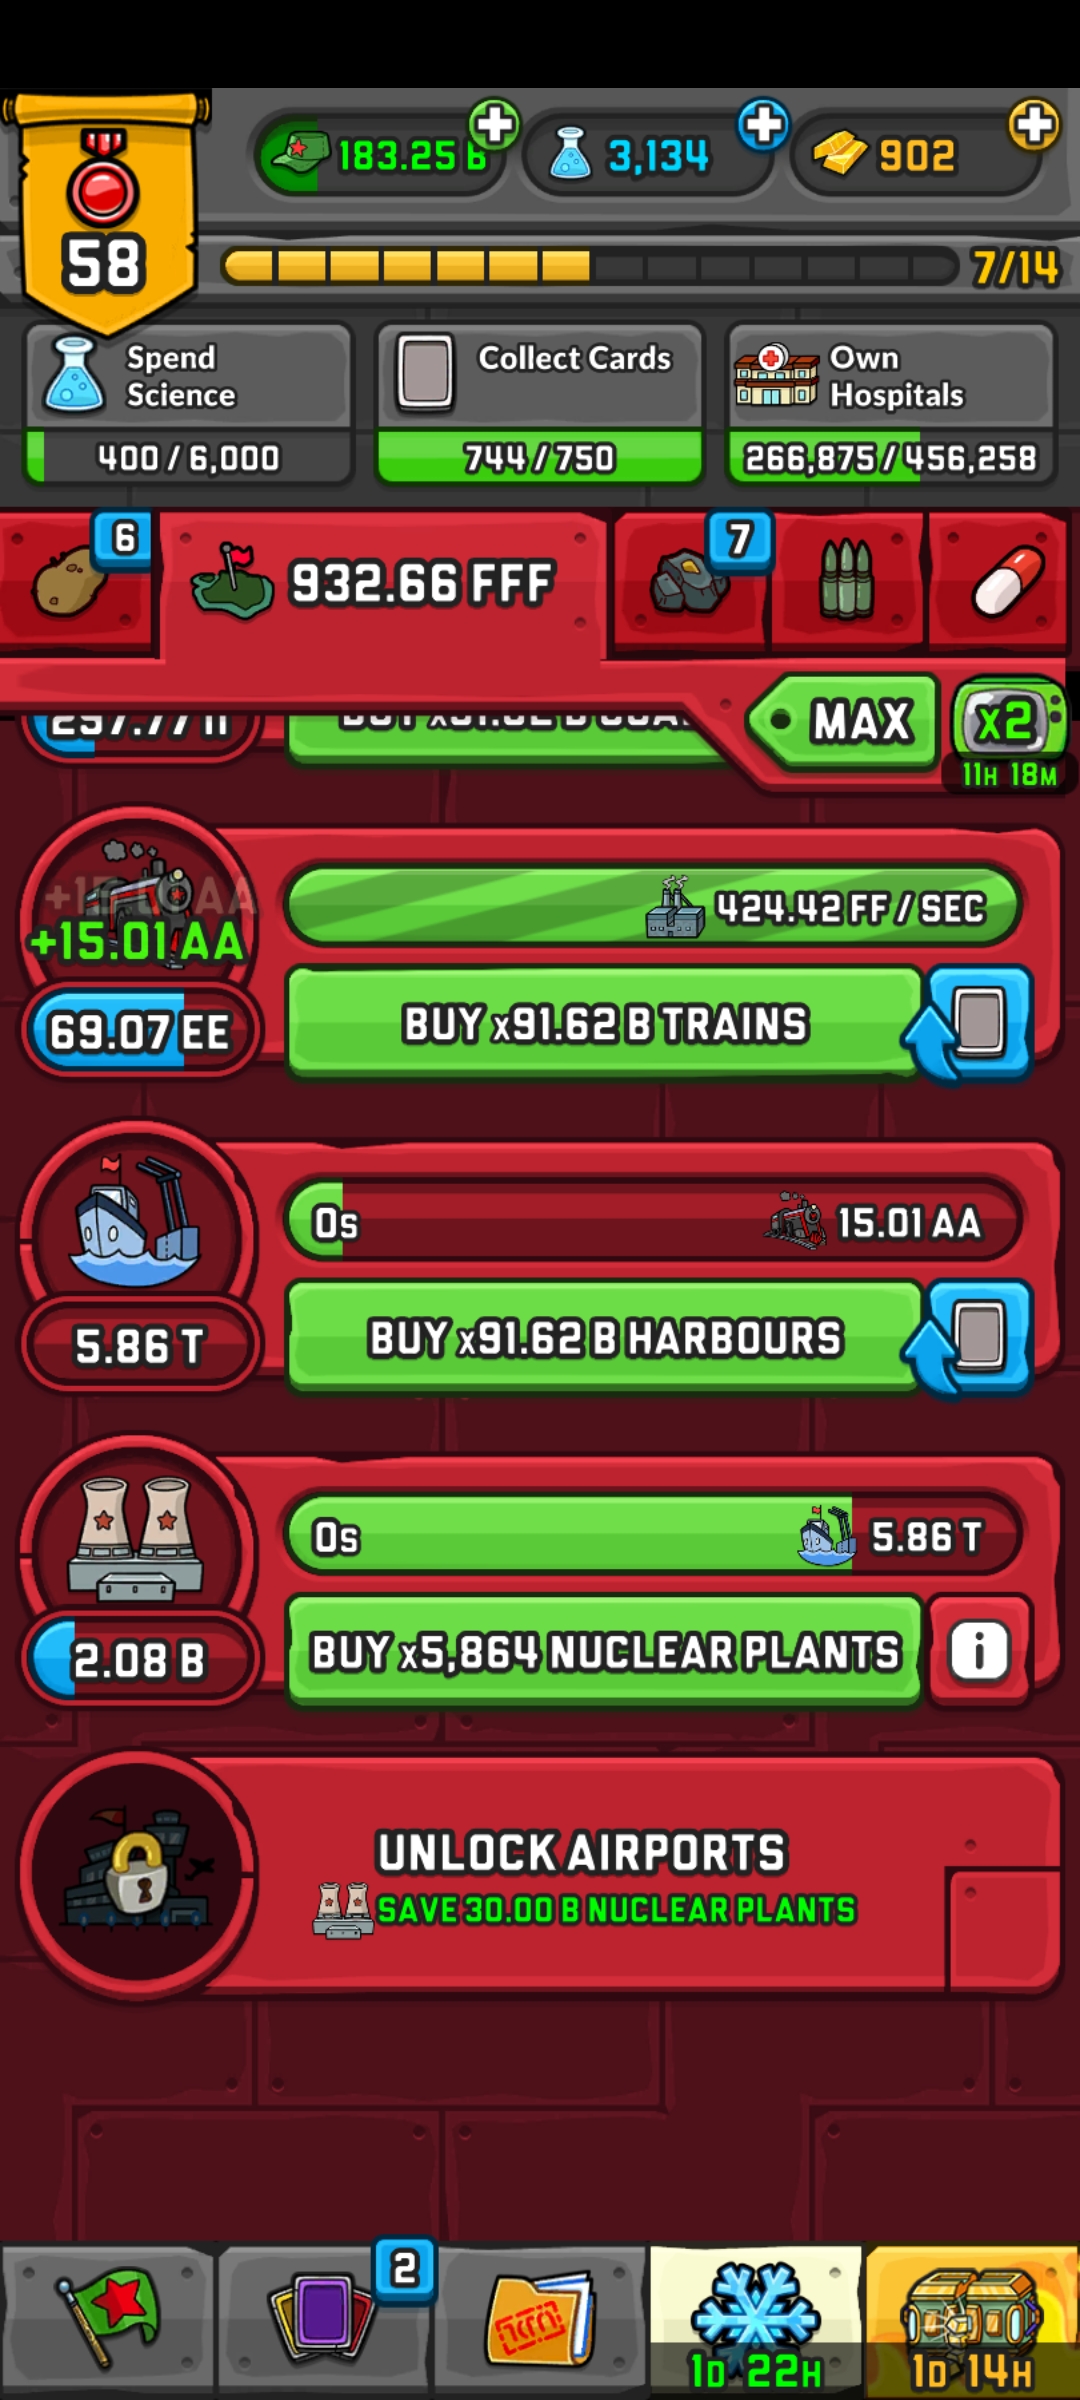 58
183.25 B
3,134
902
7/14
Spend
Science
400 / 6,000
Collect Cards
744 / 750
Own
Hospitals
266,875 / 456,258
6
932.66 FFF
7
MAX
x2
11H 18M
+15.01 AA
424.42 FF / SEC
69.07 EE
BUY x91.62 B TRAINS
0s
15.01 AA
5.86 T
BUY x91.62 B HARBOURS
0s
5.86 T
2.08 B
BUY x5,864 NUCLEAR PLANTS
i
UNLOCK AIRPORTS
SAVE 30.00 B NUCLEAR PLANTS
2
1D 22H
1D 14H